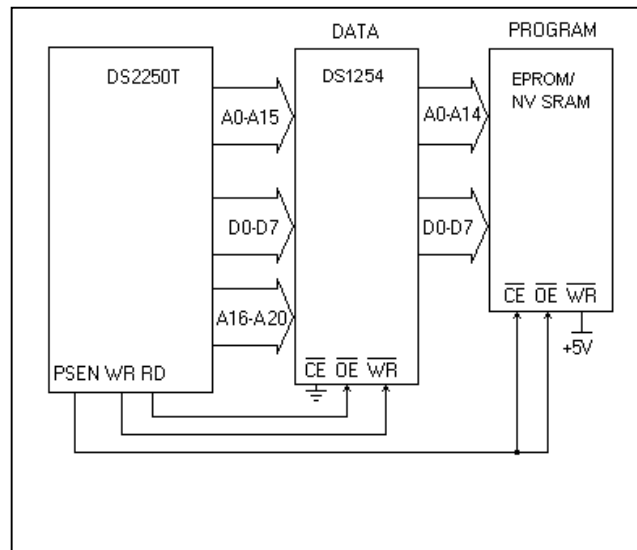 DATA
PROGRAM
DS2250T
DS1254
EPROM/
NV SRAM
A0-A15
A0-A14
D0-D7
D0-D7
A16-A20
CE OE WR
+5V
CE OE WR
PSEN WR RD